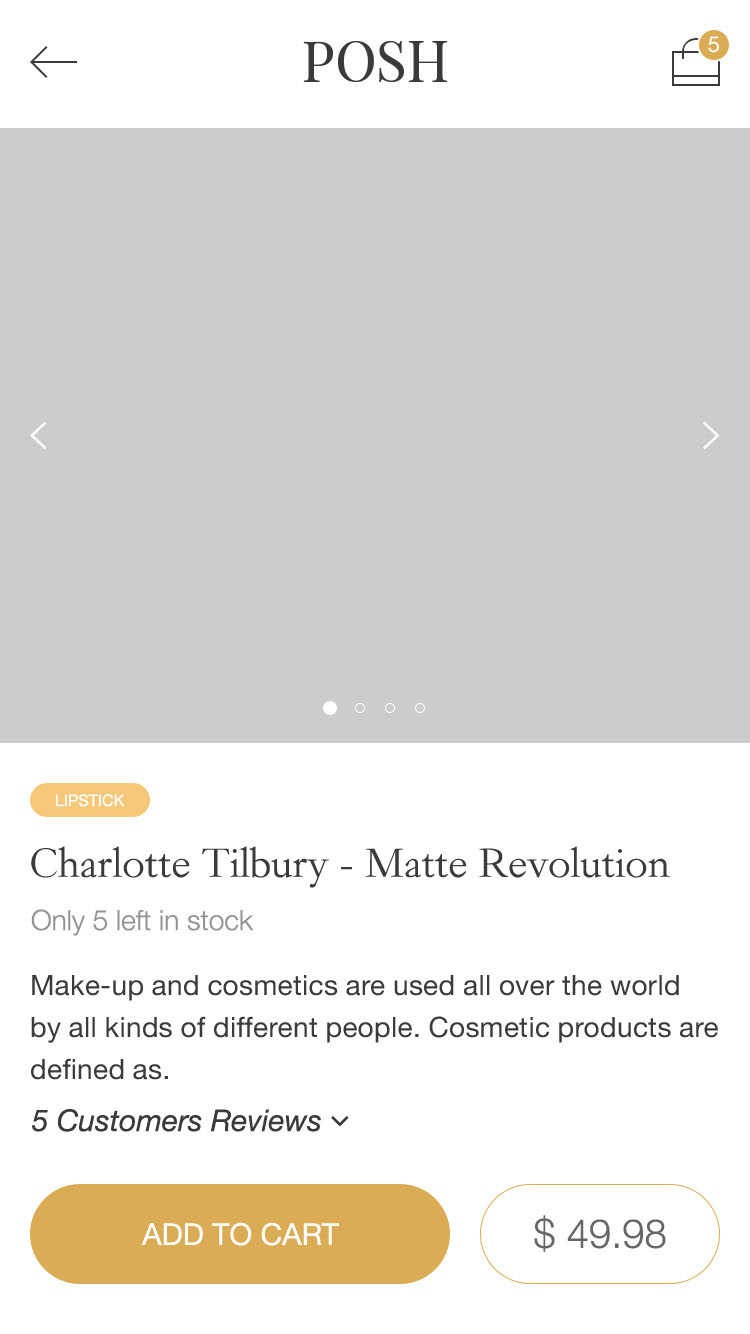 POSH
5
LIPSTICK
Charlotte Tilbury - Matte Revolution
Only 5 left in stock
Make-up and cosmetics are used all over the world
by all kinds of different people. Cosmetic products are
defined as.
5 Customers Reviews
ADD TO CART
$ 49.98